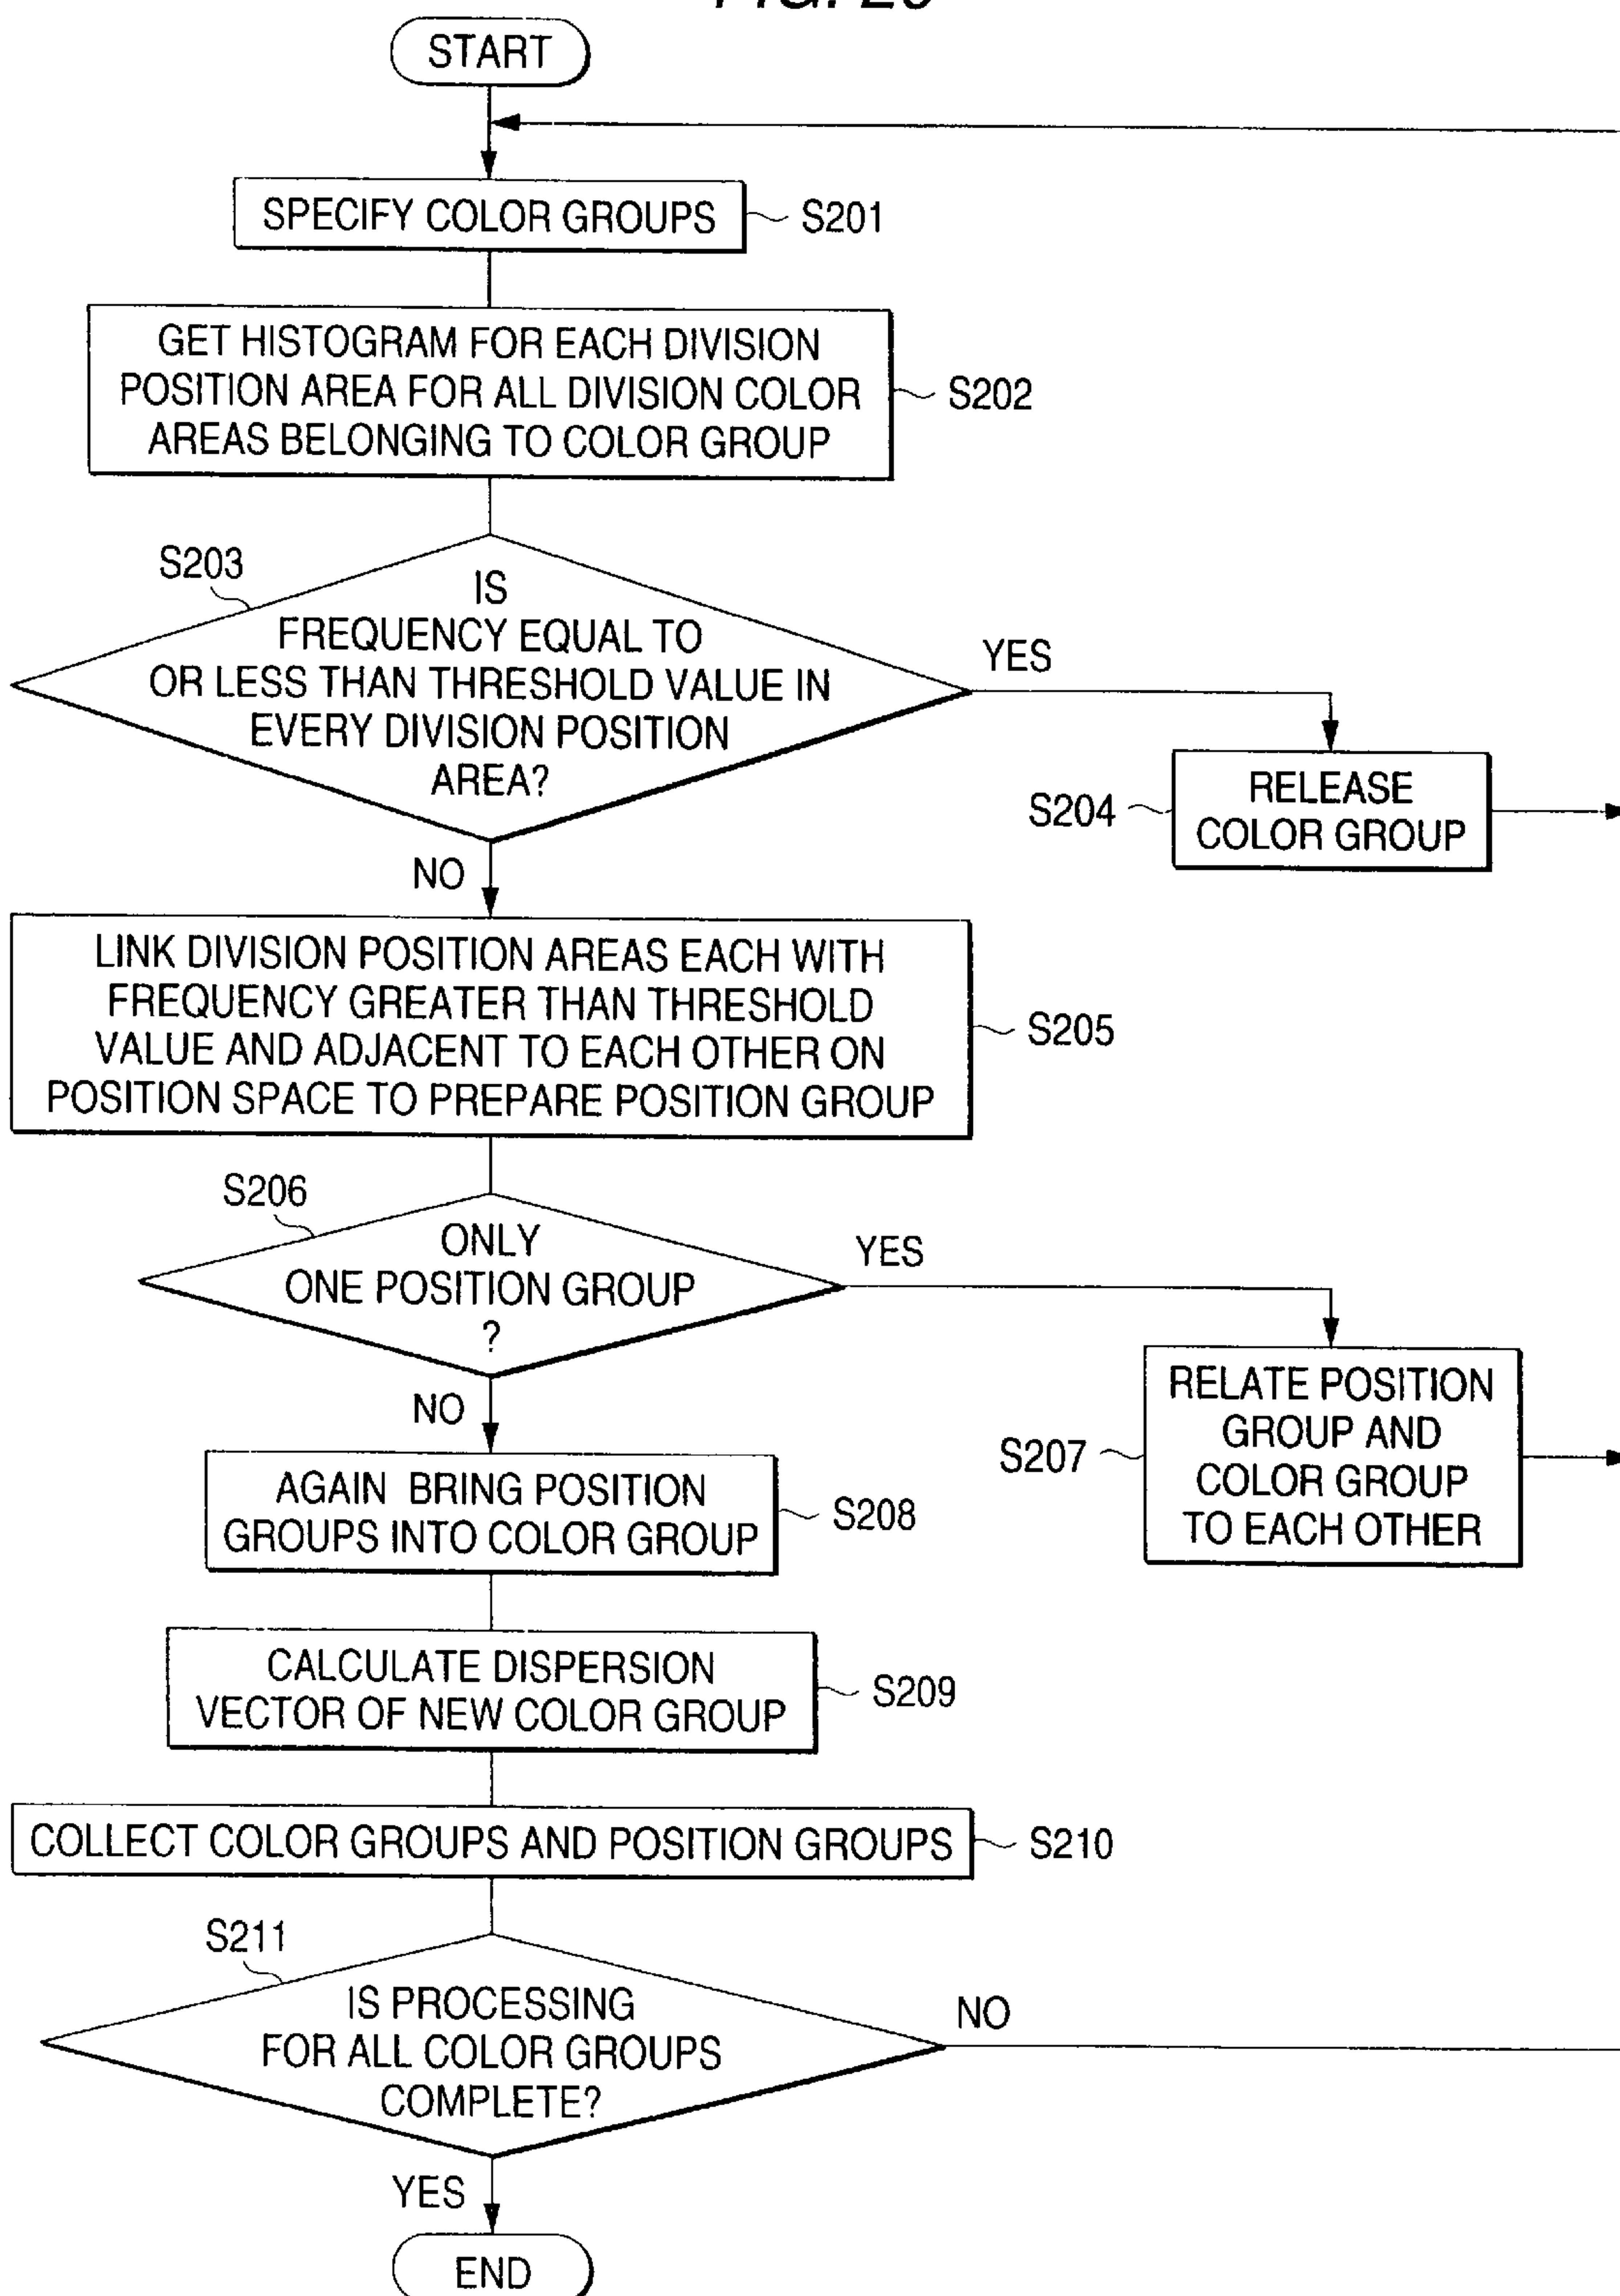 START
SPECIFY COLOR GROUPS
S201
GET HISTOGRAM FOR EACH DIVISION
POSITION AREA FOR ALL DIVISION COLOR
AREAS BELONGING TO COLOR GROUP
S202
S203
IS
FREQUENCY EQUAL TO
OR LESS THAN THRESHOLD VALUE IN
EVERY DIVISION POSITION
AREA?
YES
S204
RELEASE
COLOR GROUP
NO
LINK DIVISION POSITION AREAS EACH WITH
FREQUENCY GREATER THAN THRESHOLD
VALUE AND ADJACENT TO EACH OTHER ON
POSITION SPACE TO PREPARE POSITION GROUP
S205
S206
ONLY
ONE POSITION GROUP
?
YES
S207
RELATE POSITION
GROUP AND
COLOR GROUP
TO EACH OTHER
NO
AGAIN BRING POSITION
GROUPS INTO COLOR GROUP
S208
CALCULATE DISPERSION
VECTOR OF NEW COLOR GROUP
S209
COLLECT COLOR GROUPS AND POSITION GROUPS
S210
S211
IS PROCESSING
FOR ALL COLOR GROUPS
COMPLETE?
NO
YES
END